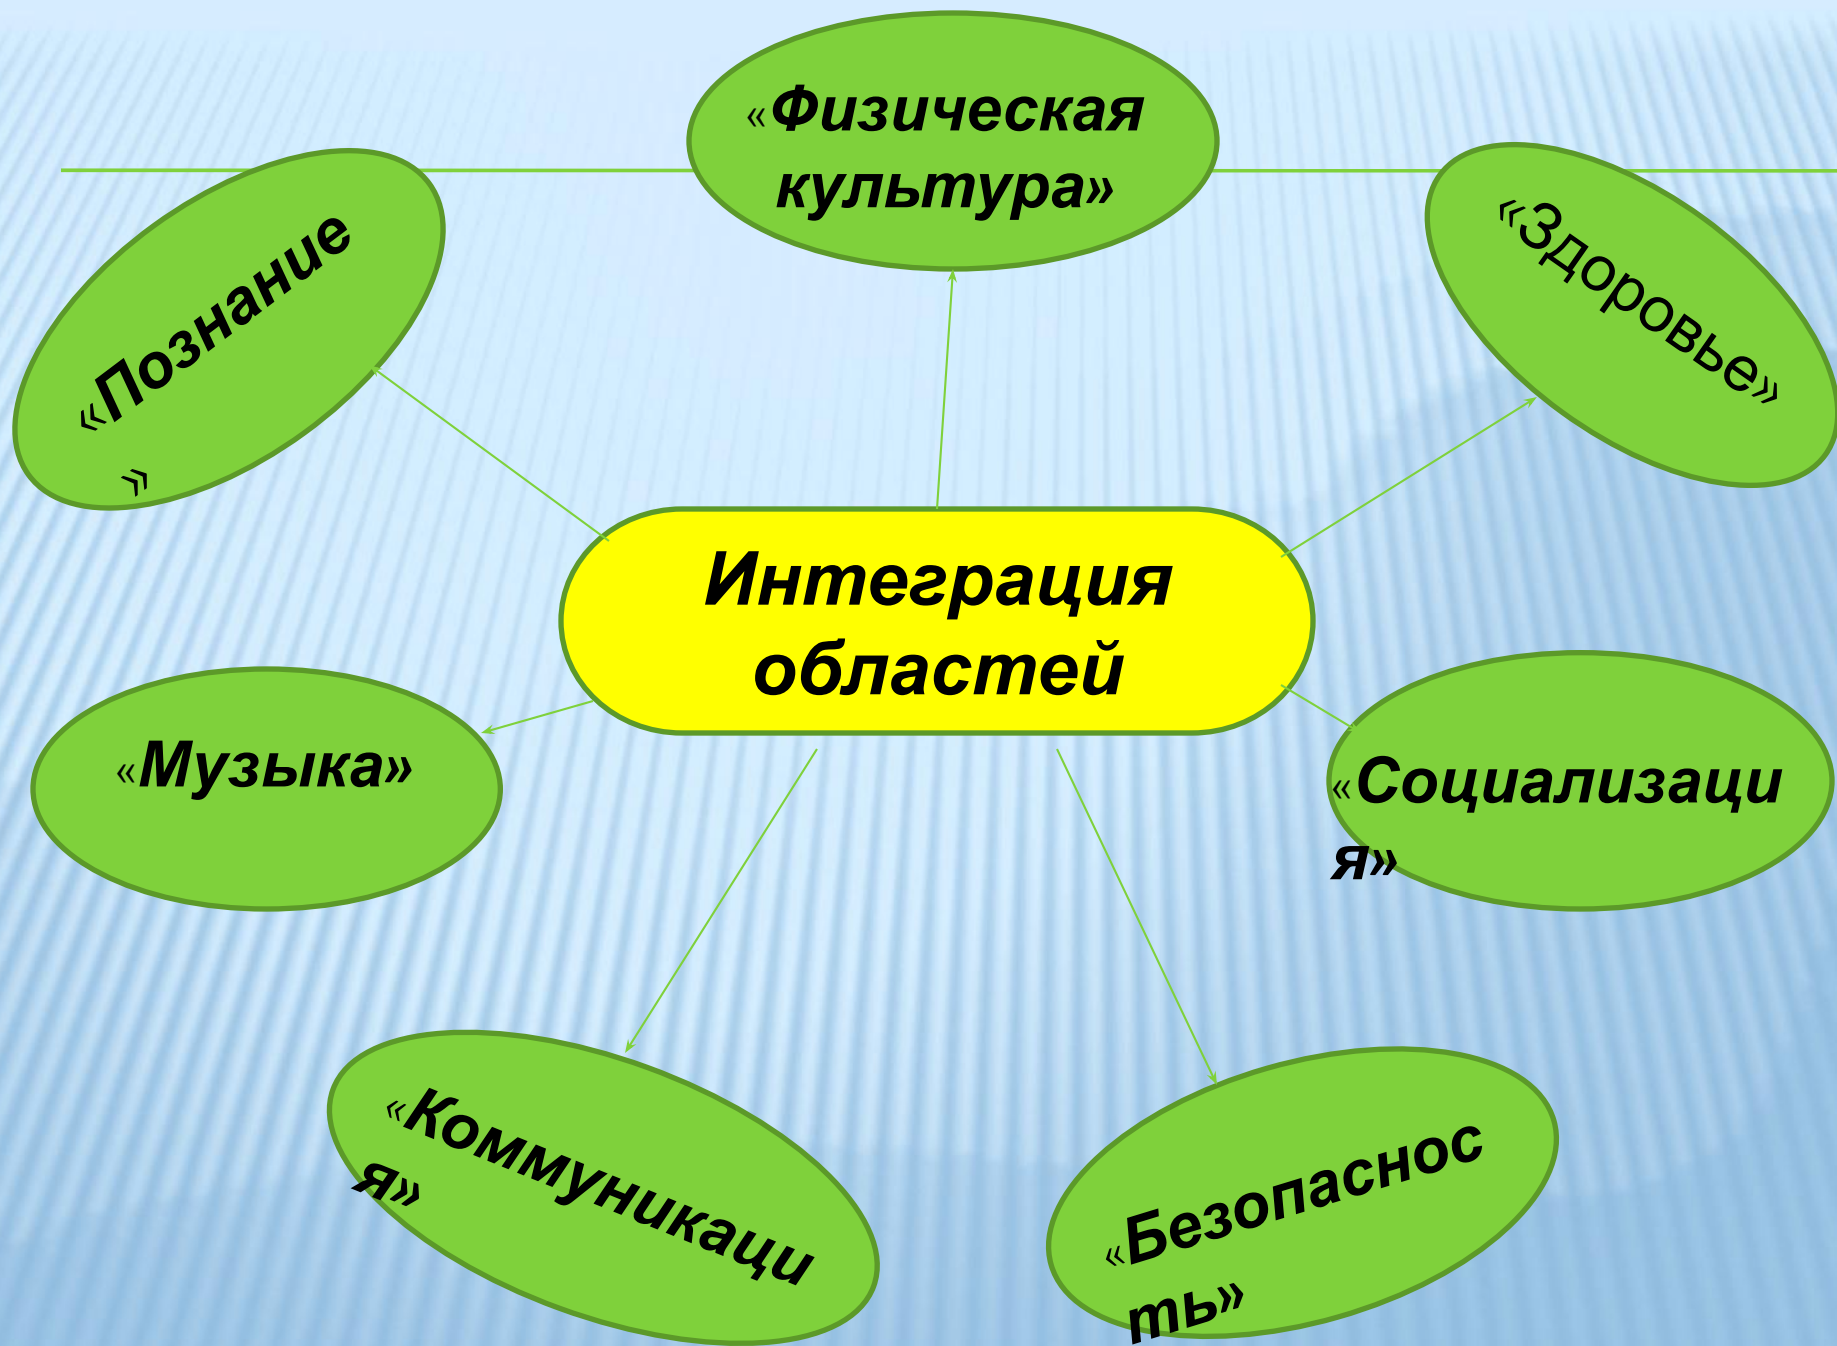 «Физическая
культура»
«Познание
»
«Здоровье»
Интеграция
областей
«Музыка»
«Социализаци
я»
«Коммуникаци
я»
«Безопаснос
ть»